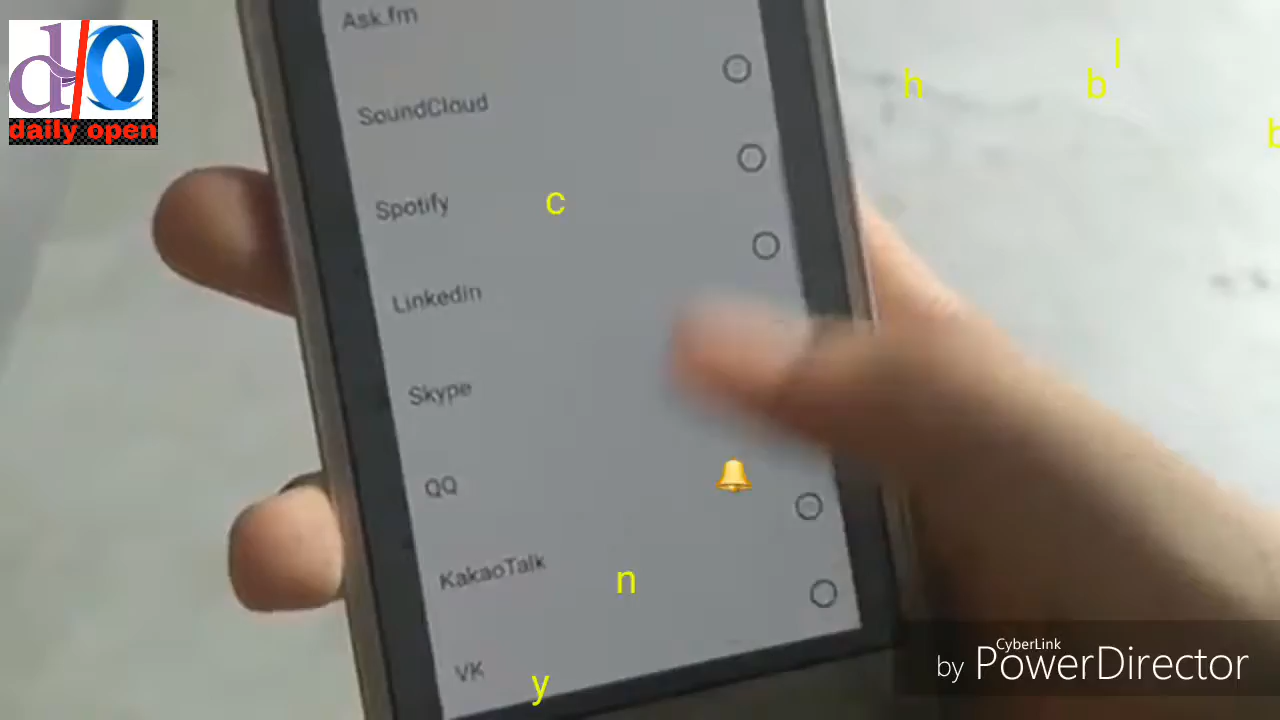 Ask.fm
d/O
daily open
SoundCloud
Spotify
LinkedIn
Skype
QQ
KakaoTalk
VK
h
b
l
b
c
n
y
CyberLink
by PowerDirector